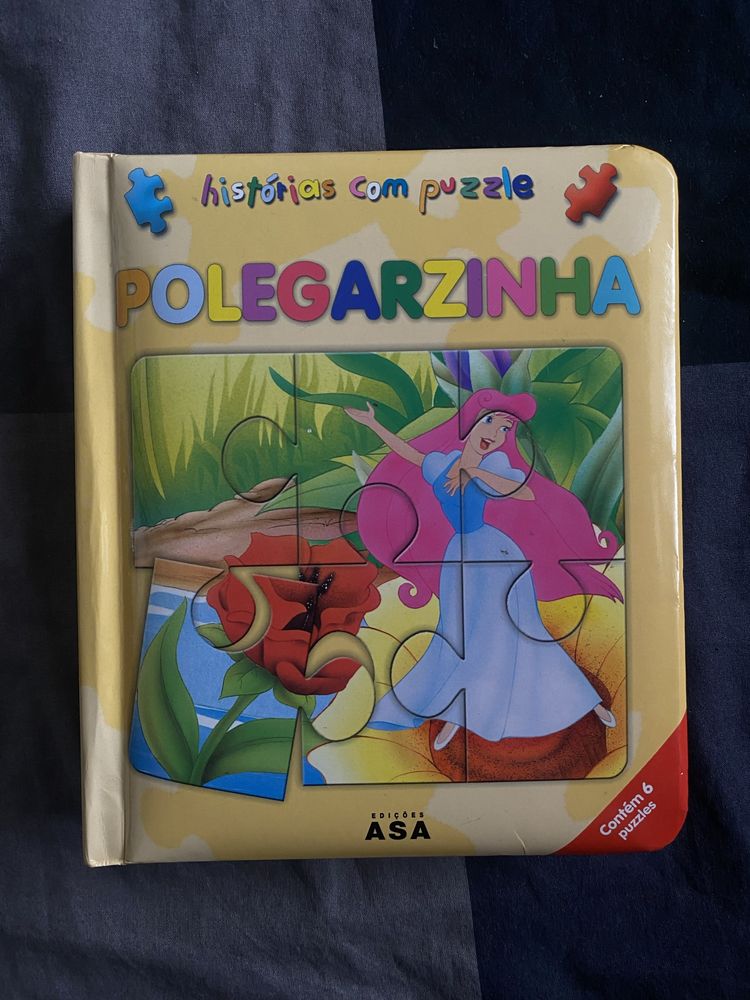 histórias com puzzle
POLEGARZINHA
EDIÇÕES
ASA
Contém 6
puzzles